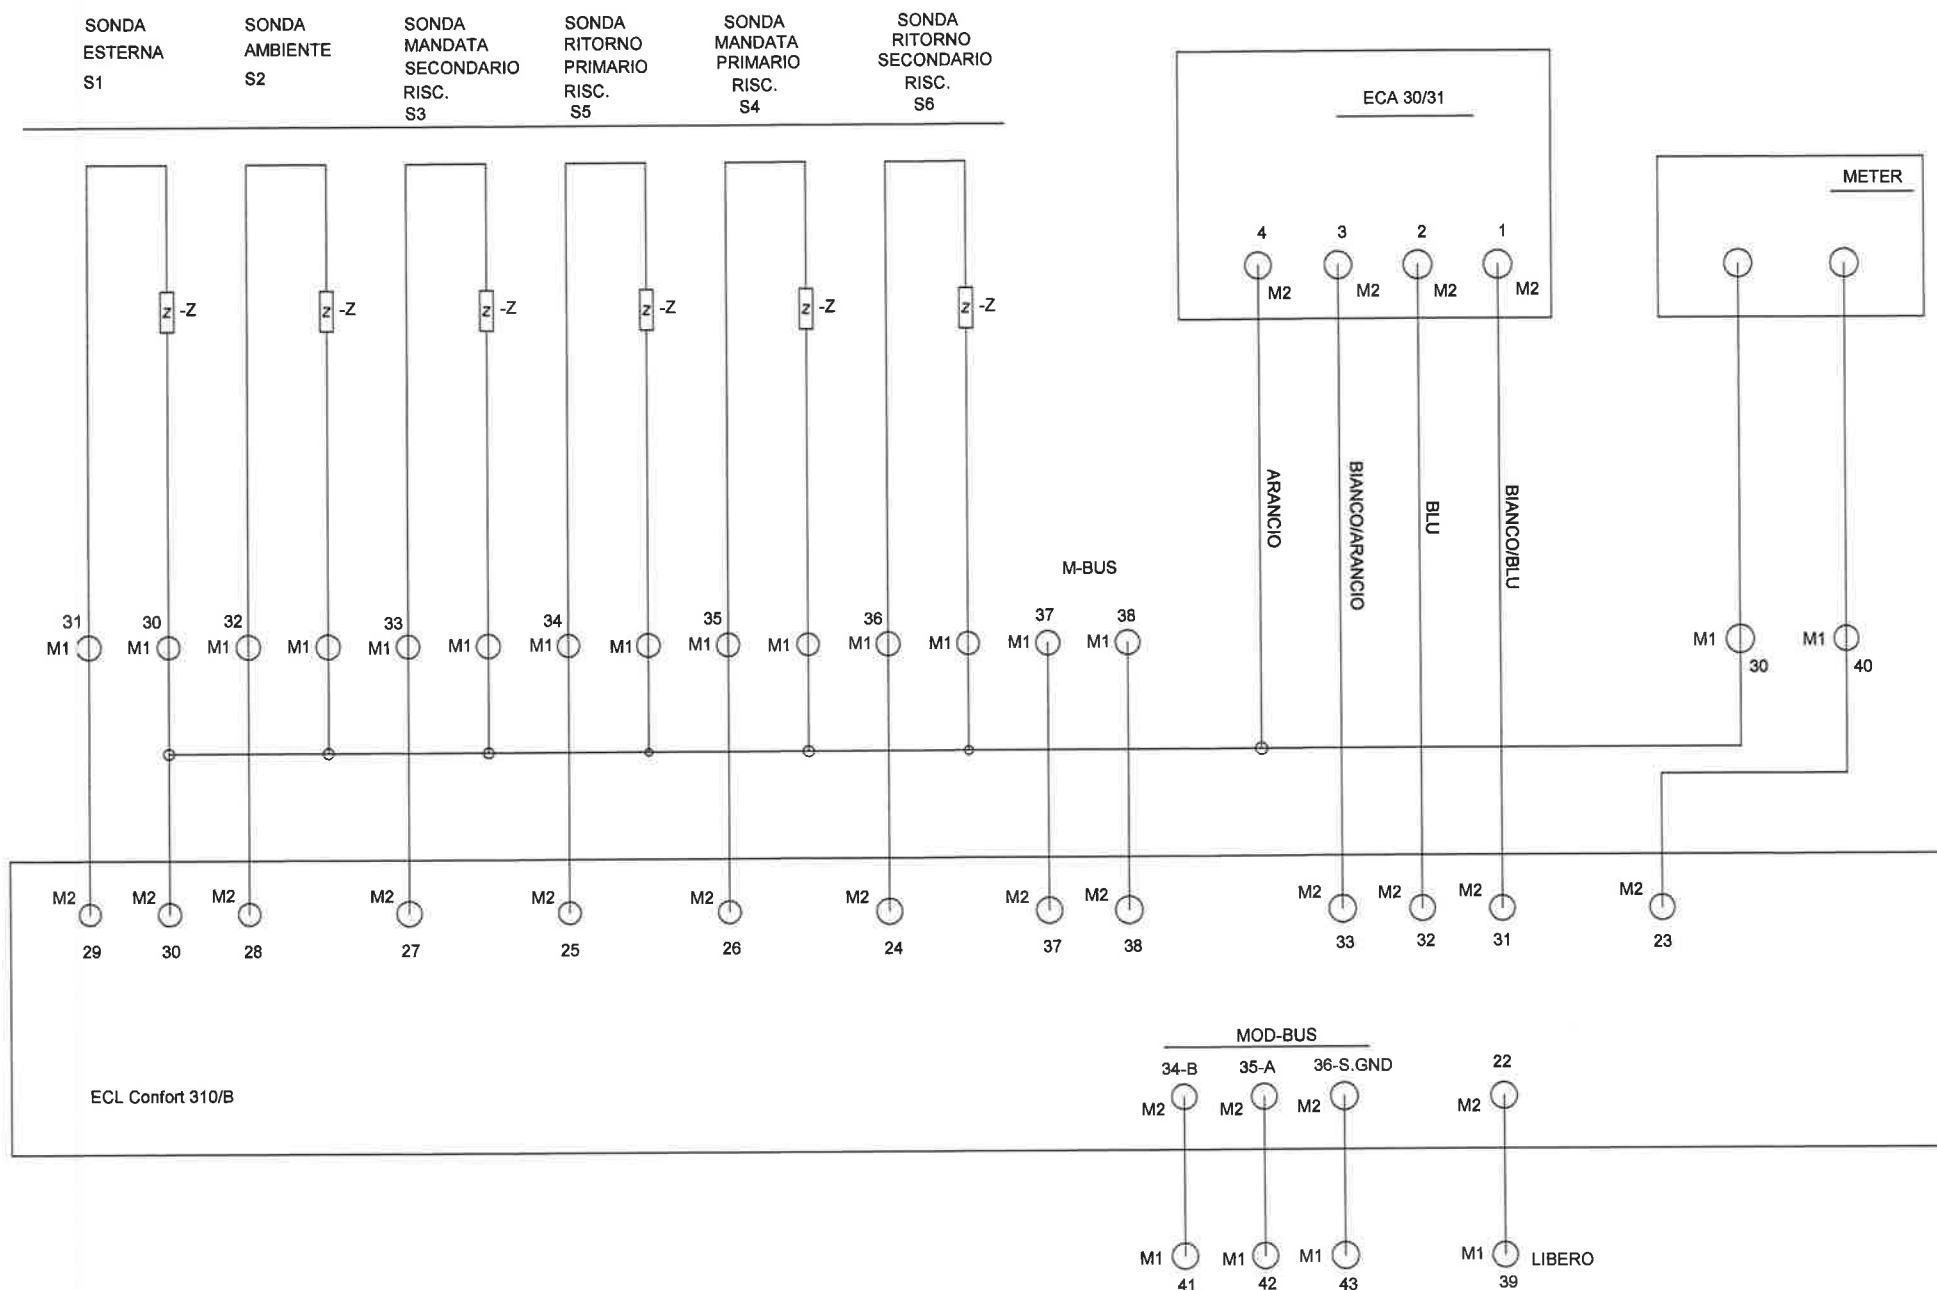 SONDA
ESTERNA
S1
SONDA
AMBIENTE
S2
SONDA
MANDATA
SECONDARIO
RISC.
S3
SONDA
RITORNO
PRIMARIO
RISC.
S5
SONDA
MANDATA
PRIMARIO
RISC.
S4
SONDA
RITORNO
SECONDARIO
RISC.
S6
ECA 30/31
METER
4 3 2 1
M2 M2 M2 M2
Z -Z Z -Z Z -Z Z -Z Z -Z Z -Z
ARANCIO
BIANCO/ARANCIO
BLU
BIANCO/BLU
M-BUS
31 30 32 33 34 35 36 37 38
M1 M1 M1 M1 M1 M1 M1 M1 M1 M1 M1 M1 M1 M1 M1 M1
30 40
M2 M2 M2 M2 M2 M2 M2 M2 M2 M2 M2 M2 M2
29 30 28 27 25 26 24 37 38 33 32 31 23
MOD-BUS
34-B 35-A 36-S.GND 22
M2 M2 M2 M2
ECL Confort 310/B
M1 M1 M1 M1 LIBERO
41 42 43 39